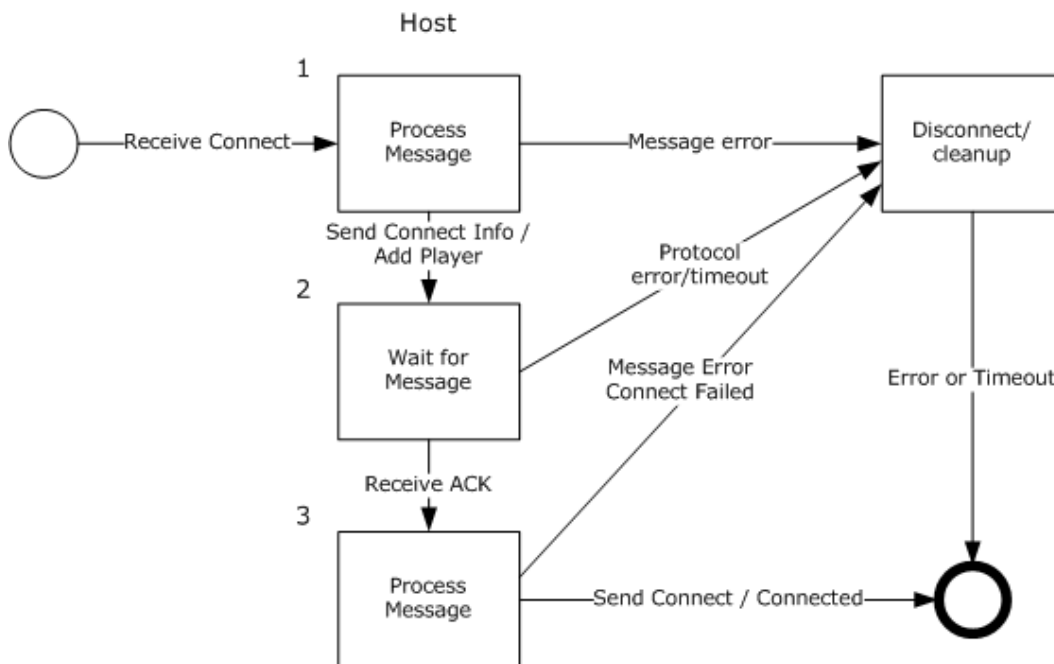 Host
1
Process
Message
Receive Connect
Message error
Disconnect/
cleanup
Send Connect Info /
Add Player
Protocol
error/timeout
2
Wait for
Message
Message Error
Connect Failed
Error or Timeout
Receive ACK
3
Process
Message
Send Connect / Connected